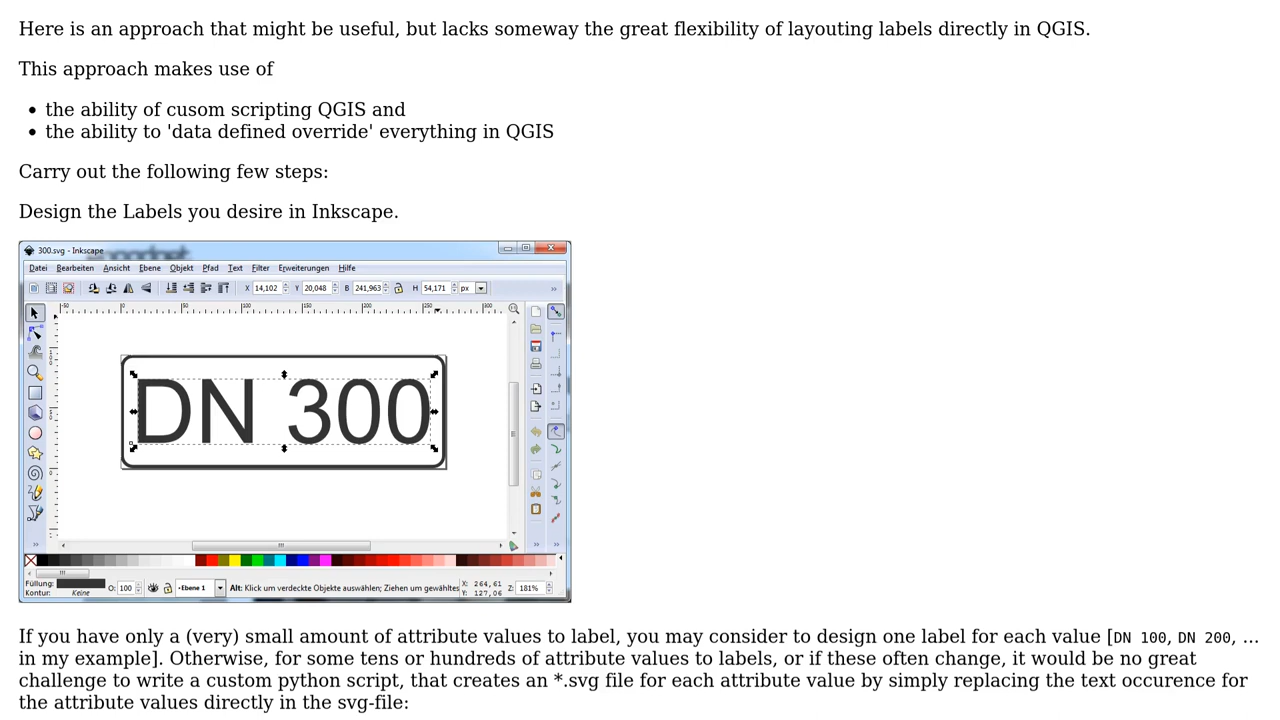 Here is an approach that might be useful, but lacks someway the great flexibility of layouting labels directly in QGIS.
This approach makes use of
• the ability of cusom scripting QGIS and
• the ability to 'data defined override' everything in QGIS
Carry out the following few steps:
Design the Labels you desire in Inkscape.
300.svg - Inkscape
Datei Bearbeiten Ansicht Ebene Objekt Pfad Text Filter Erweiterungen Hilfe
X 14,102 Y 20,048 B 241,963 H 54,171 px
-50 0 50 100 150 200 250 300
DN 300
Füllung: O: 100 •Ebene 1 Alt: Klick um verdeckte Objekte auszuwählen; Ziehen um gewähltes X: 264,61 Z: 181%
Kontur: Keine Y: 127,06
If you have only a (very) small amount of attribute values to label, you may consider to design one label for each value [DN 100, DN 200, ...
in my example]. Otherwise, for some tens or hundreds of attribute values to labels, or if these often change, it would be no great
challenge to write a custom python script, that creates an *.svg file for each attribute value by simply replacing the text occurence for
the attribute values directly in the svg-file: